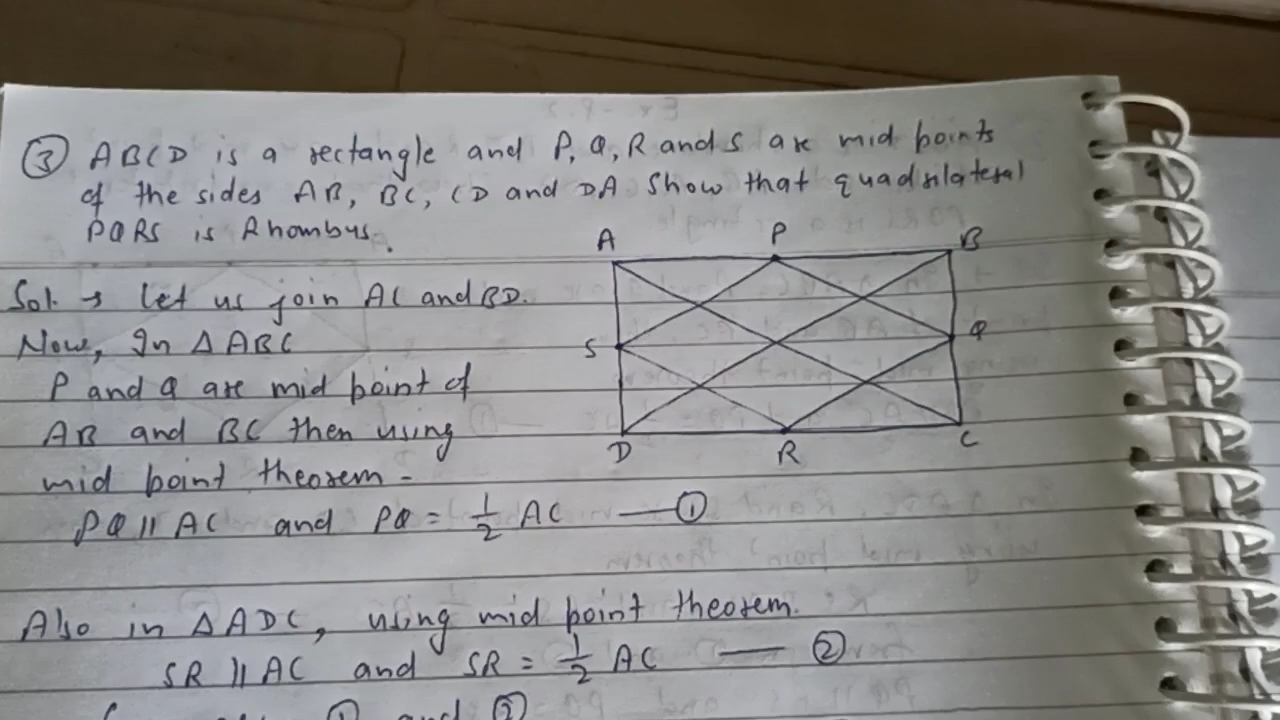 ③ ABCD is a rectangle and P, Q, R and S are mid points
of the sides AB, BC, CD and DA Show that quadrilateral
PQRS is Rhombus.
Sol. → let us join AC and BD.
Now, In △ABC
P and Q are mid point of
AB and BC then using
mid point theorem -
PQ || AC and PQ = 1/2 AC — ①
A P B
S Q
D R C
Also in △ADC, using mid point theorem.
SR || AC and SR = 1/2 AC — ②
① and ②